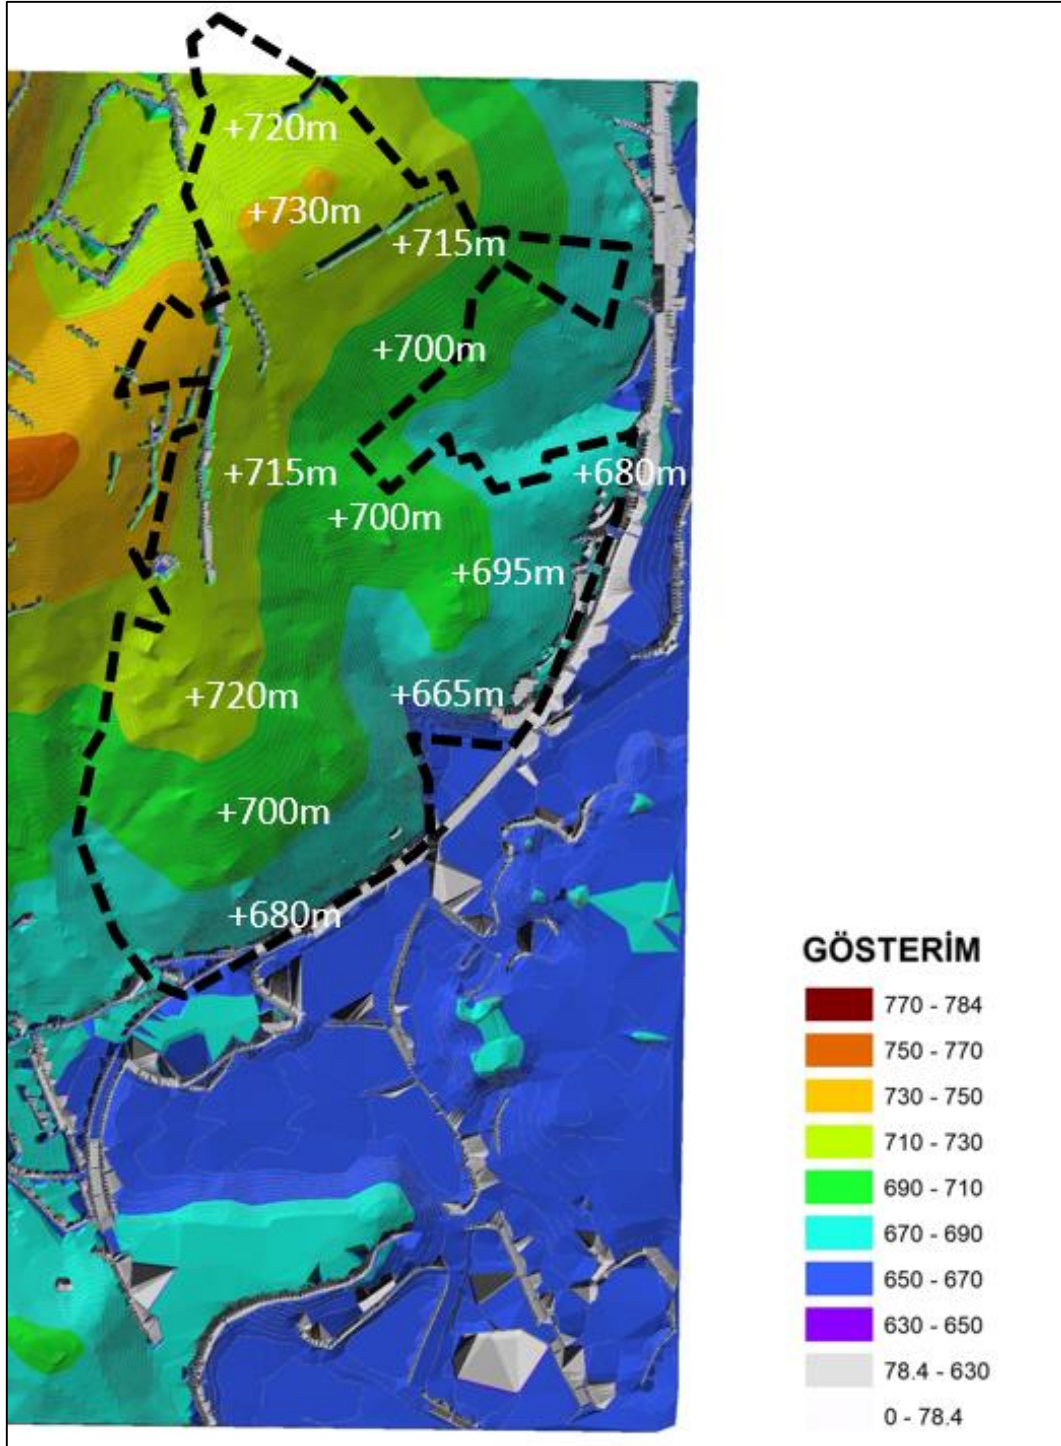 +720m
+730m
+715m
+700m
+715m
+680m
+700m
+695m
+720m
+665m
+700m
+680m
GÖSTERİM
770 - 784
750 - 770
730 - 750
710 - 730
690 - 710
670 - 690
650 - 670
630 - 650
78.4 - 630
0 - 78.4